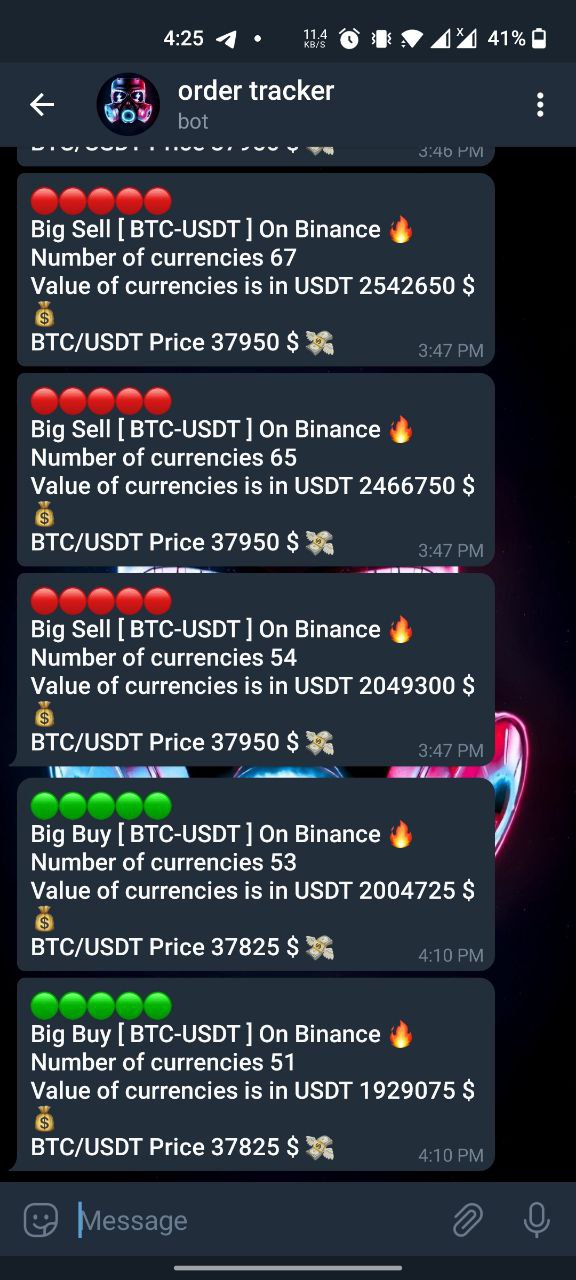 4:25
11.4
KB/S
X
41%
order tracker
bot
3:46 PM
🔴🔴🔴🔴🔴
Big Sell [ BTC-USDT ] On Binance 🔥
Number of currencies 67
Value of currencies is in USDT 2542650 $
💰
BTC/USDT Price 37950 $ 💸
3:47 PM
🔴🔴🔴🔴🔴
Big Sell [ BTC-USDT ] On Binance 🔥
Number of currencies 65
Value of currencies is in USDT 2466750 $
💰
BTC/USDT Price 37950 $ 💸
3:47 PM
🔴🔴🔴🔴🔴
Big Sell [ BTC-USDT ] On Binance 🔥
Number of currencies 54
Value of currencies is in USDT 2049300 $
💰
BTC/USDT Price 37950 $ 💸
3:47 PM
🟢🟢🟢🟢🟢
Big Buy [ BTC-USDT ] On Binance 🔥
Number of currencies 53
Value of currencies is in USDT 2004725 $
💰
BTC/USDT Price 37825 $ 💸
4:10 PM
🟢🟢🟢🟢🟢
Big Buy [ BTC-USDT ] On Binance 🔥
Number of currencies 51
Value of currencies is in USDT 1929075 $
💰
BTC/USDT Price 37825 $ 💸
4:10 PM
Message